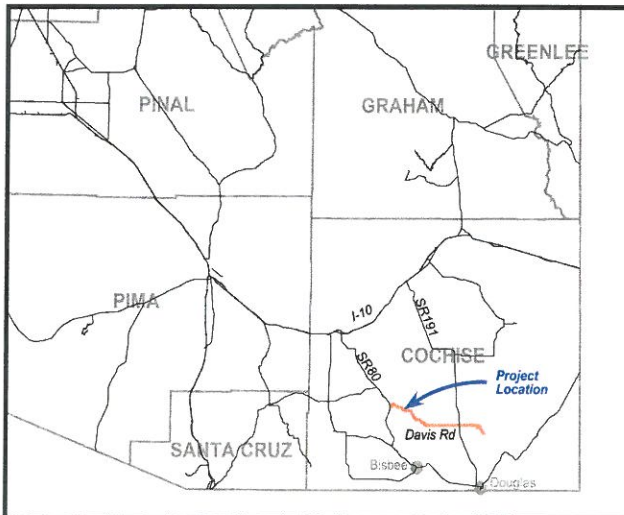 GREENLEE
PINAL
GRAHAM
PIMA
I-10
SR191
SR80
COCHISE
Project
Location
Davis Rd
SANTA CRUZ
Bisbee
Douglas